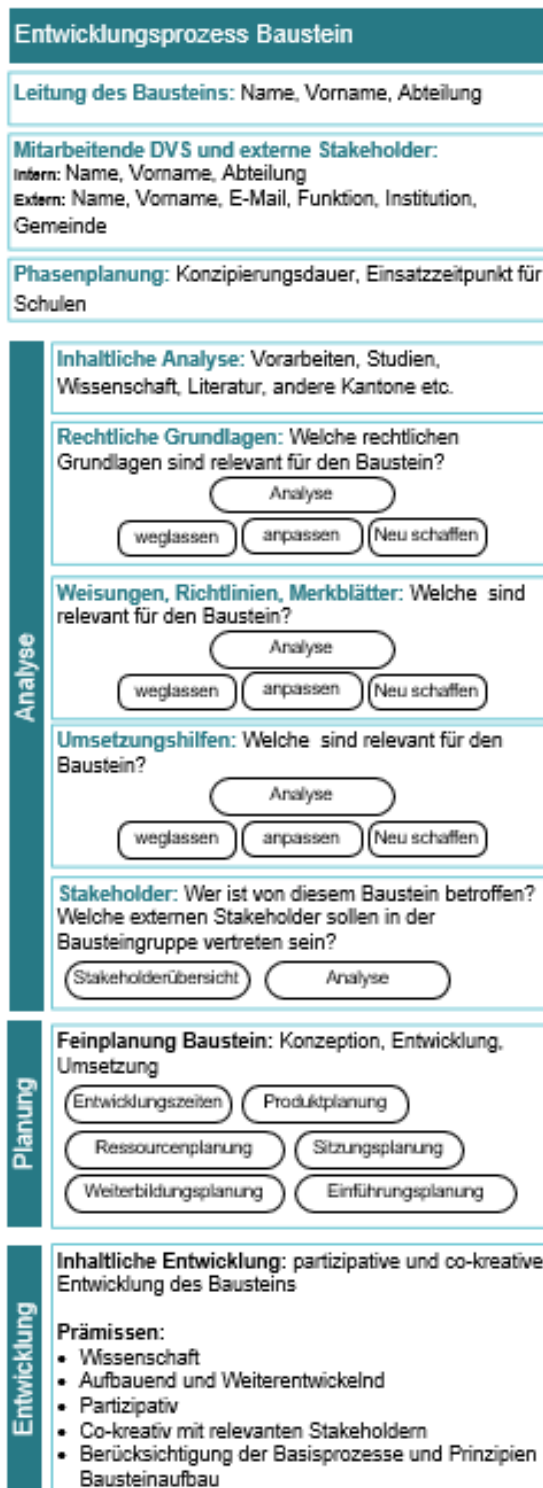 Entwicklungsprozess Baustein
Leitung des Bausteins: Name, Vorname, Abteilung
Mitarbeitende DVS und externe Stakeholder:
Intern: Name, Vorname, Abteilung
Extern: Name, Vorname, E-Mail, Funktion, Institution,
Gemeinde
Phasenplanung: Konzipierungsdauer, Einsatzzeitpunkt für
Schulen
Analyse
Inhaltliche Analyse: Vorarbeiten, Studien,
Wissenschaft, Literatur, andere Kantone etc.
Rechtliche Grundlagen: Welche rechtlichen
Grundlagen sind relevant für den Baustein?
Analyse
weglassen anpassen Neu schaffen
Weisungen, Richtlinien, Merkblätter: Welche sind
relevant für den Baustein?
Analyse
weglassen anpassen Neu schaffen
Umsetzungshilfen: Welche sind relevant für den
Baustein?
Analyse
weglassen anpassen Neu schaffen
Stakeholder: Wer ist von diesem Baustein betroffen?
Welche externen Stakeholder sollen in der
Bausteingruppe vertreten sein?
Stakeholderübersicht Analyse
Planung
Feinplanung Baustein: Konzeption, Entwicklung,
Umsetzung
Entwicklungszeiten Produktplanung
Ressourcenplanung Sitzungsplanung
Weiterbildungsplanung Einführungsplanung
Entwicklung
Inhaltliche Entwicklung: partizipative und co-kreative
Entwicklung des Bausteins
Prämissen:
• Wissenschaft
• Aufbauend und Weiterentwickelnd
• Partizipativ
• Co-kreativ mit relevanten Stakeholdern
• Berücksichtigung der Basisprozesse und Prinzipien
Bausteinaufbau